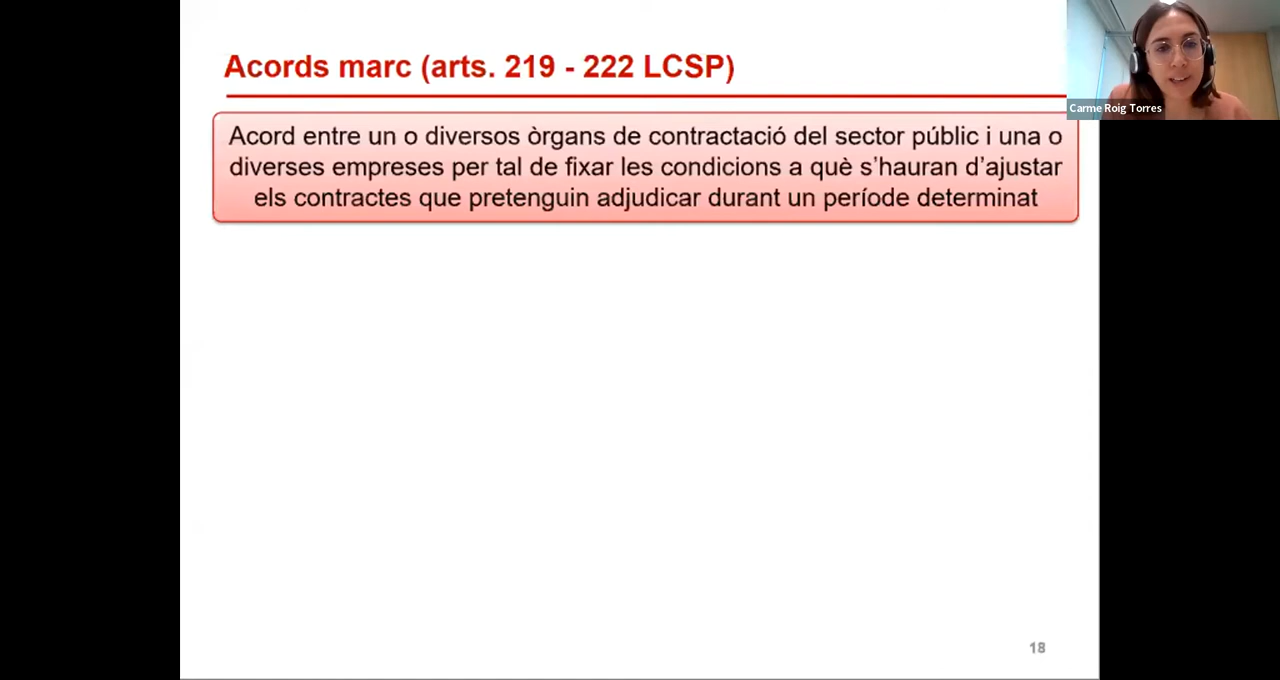 Acords marc (arts. 219 - 222 LCSP)
Carme Roig Torres
Acord entre un o diversos òrgans de contractació del sector públic i una o
diverses empreses per tal de fixar les condicions a què s'hauran d'ajustar
els contractes que pretenguin adjudicar durant un període determinat
18